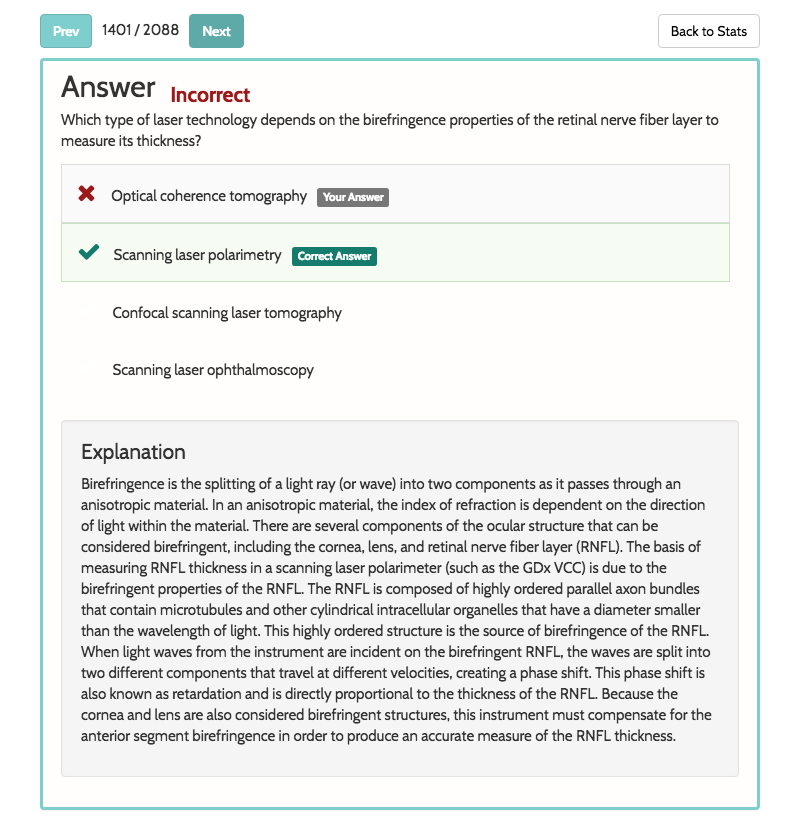 Prev 1401 / 2088 Next Back to Stats
Answer Incorrect
Which type of laser technology depends on the birefringence properties of the retinal nerve fiber layer to
measure its thickness?
Optical coherence tomography Your Answer
Scanning laser polarimetry Correct Answer
Confocal scanning laser tomography
Scanning laser ophthalmoscopy
Explanation
Birefringence is the splitting of a light ray (or wave) into two components as it passes through an
anisotropic material. In an anisotropic material, the index of refraction is dependent on the direction
of light within the material. There are several components of the ocular structure that can be
considered birefringent, including the cornea, lens, and retinal nerve fiber layer (RNFL). The basis of
measuring RNFL thickness in a scanning laser polarimeter (such as the GDx VCC) is due to the
birefringent properties of the RNFL. The RNFL is composed of highly ordered parallel axon bundles
that contain microtubules and other cylindrical intracellular organelles that have a diameter smaller
than the wavelength of light. This highly ordered structure is the source of birefringence of the RNFL.
When light waves from the instrument are incident on the birefringent RNFL, the waves are split into
two different components that travel at different velocities, creating a phase shift. This phase shift is
also known as retardation and is directly proportional to the thickness of the RNFL. Because the
cornea and lens are also considered birefringent structures, this instrument must compensate for the
anterior segment birefringence in order to produce an accurate measure of the RNFL thickness.